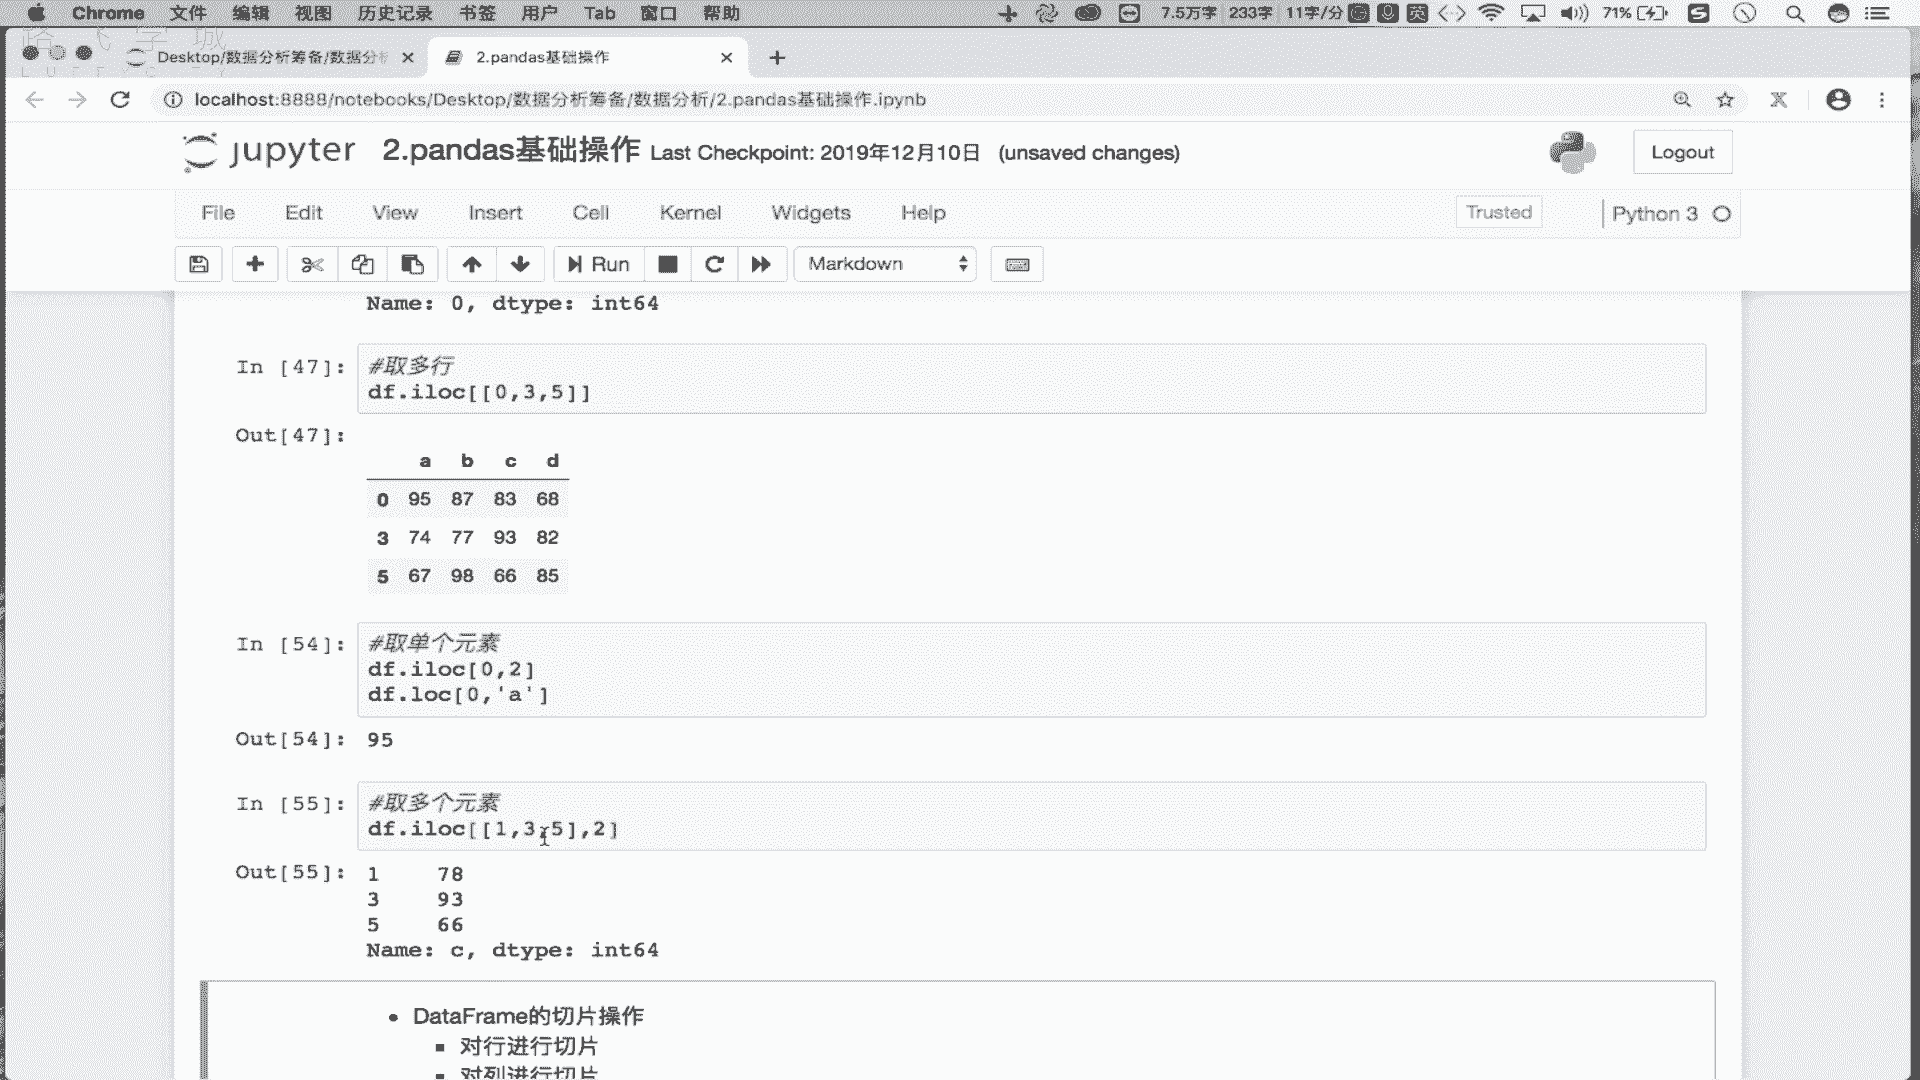 Chrome 文件 编辑 视图 历史记录 书签 用户 Tab 窗口 帮助 7.5万字 233字 11字/分 英 71%
Desktop/数据分析筹备/数据分析 2.pandas基础操作
localhost:8888/notebooks/Desktop/数据分析筹备/数据分析/2.pandas基础操作.ipynb
jupyter 2.pandas基础操作 Last Checkpoint: 2019年12月10日 (unsaved changes) Logout
File Edit View Insert Cell Kernel Widgets Help Trusted Python 3
Run Markdown
Name: 0, dtype: int64
In [47]: #取多行
df.iloc[[0,3,5]]
Out[47]:
a b c d
0 95 87 83 68
3 74 77 93 82
5 67 98 66 85
In [54]: #取单个元素
df.iloc[0,2]
df.loc[0,'a']
Out[54]: 95
In [55]: #取多个元素
df.iloc[[1,3,5],2]
Out[55]: 1 78
3 93
5 66
Name: c, dtype: int64
DataFrame的切片操作
对行进行切片
对列进行切片